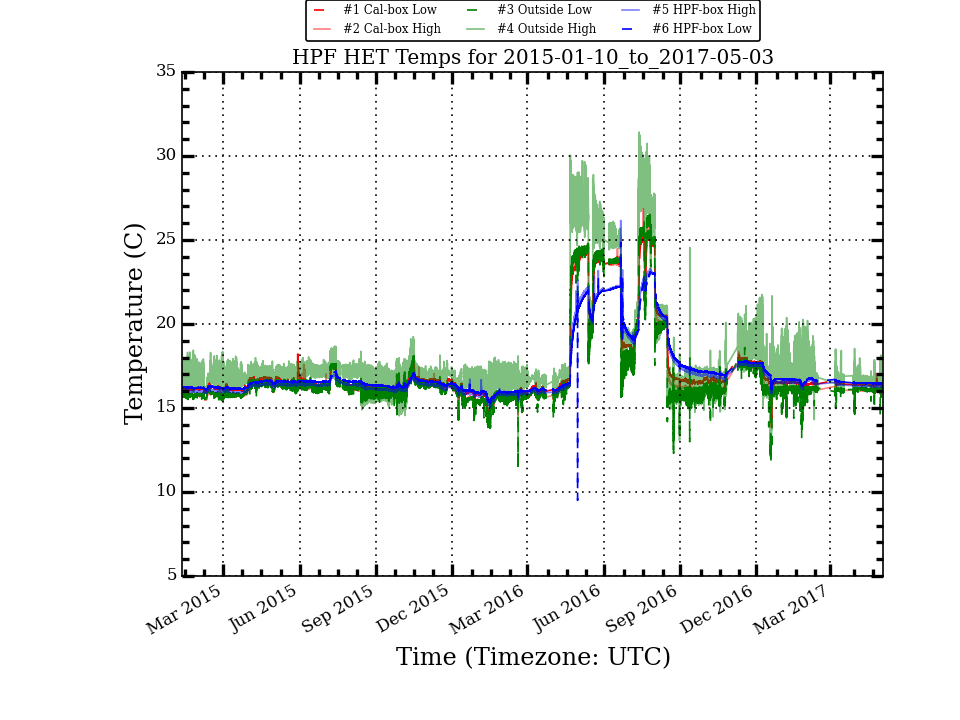 #1 Cal-box Low #3 Outside Low #5 HPF-box High
#2 Cal-box High #4 Outside High #6 HPF-box Low
HPF HET Temps for 2015-01-10_to_2017-05-03
35
30
25
20
15
10
5
Temperature (C)
Mar 2015 Jun 2015 Sep 2015 Dec 2015 Mar 2016 Jun 2016 Sep 2016 Dec 2016 Mar 2017
Time (Timezone: UTC)